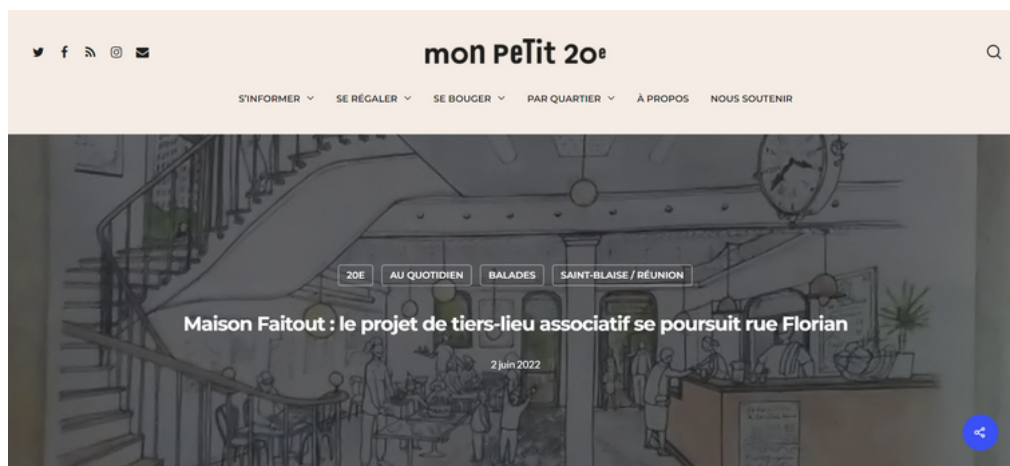 mon petit 20e
S'INFORMER SE RÉGALER SE BOUGER PAR QUARTIER À PROPOS NOUS SOUTENIR
20E AU QUOTIDIEN BALADES SAINT-BLAISE / RÉUNION
Maison Faitout : le projet de tiers-lieu associatif se poursuit rue Florian
2 juin 2022